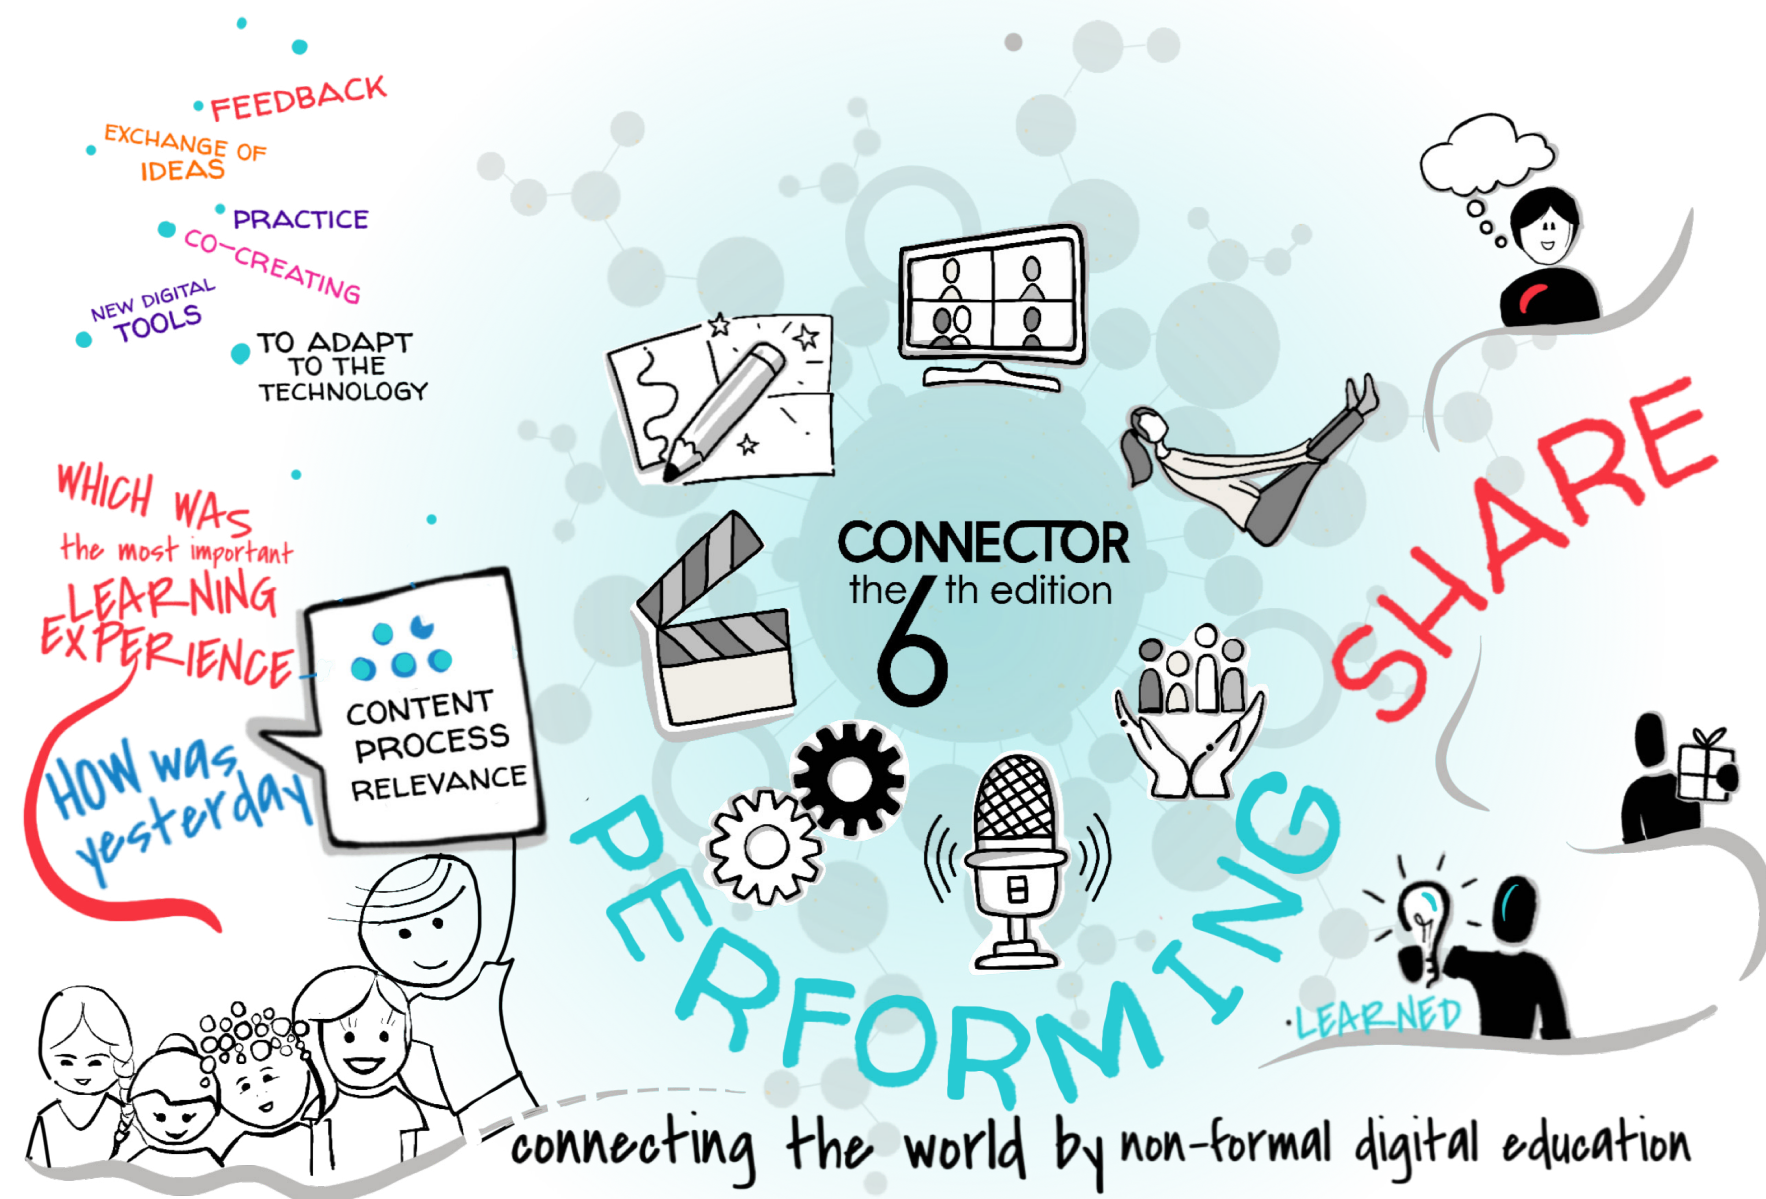 FEEDBACK
EXCHANGE OF
IDEAS
PRACTICE
CO-CREATING
NEW DIGITAL
TOOLS
TO ADAPT
TO THE
TECHNOLOGY
WHICH WAS
the most important
LEARNING
EXPERIENCE
HOW was
yesterday
CONTENT
PROCESS
RELEVANCE
CONNECTOR
the 6th edition
SHARE
PERFORMING
LEARNED
connecting the world by non-formal digital education